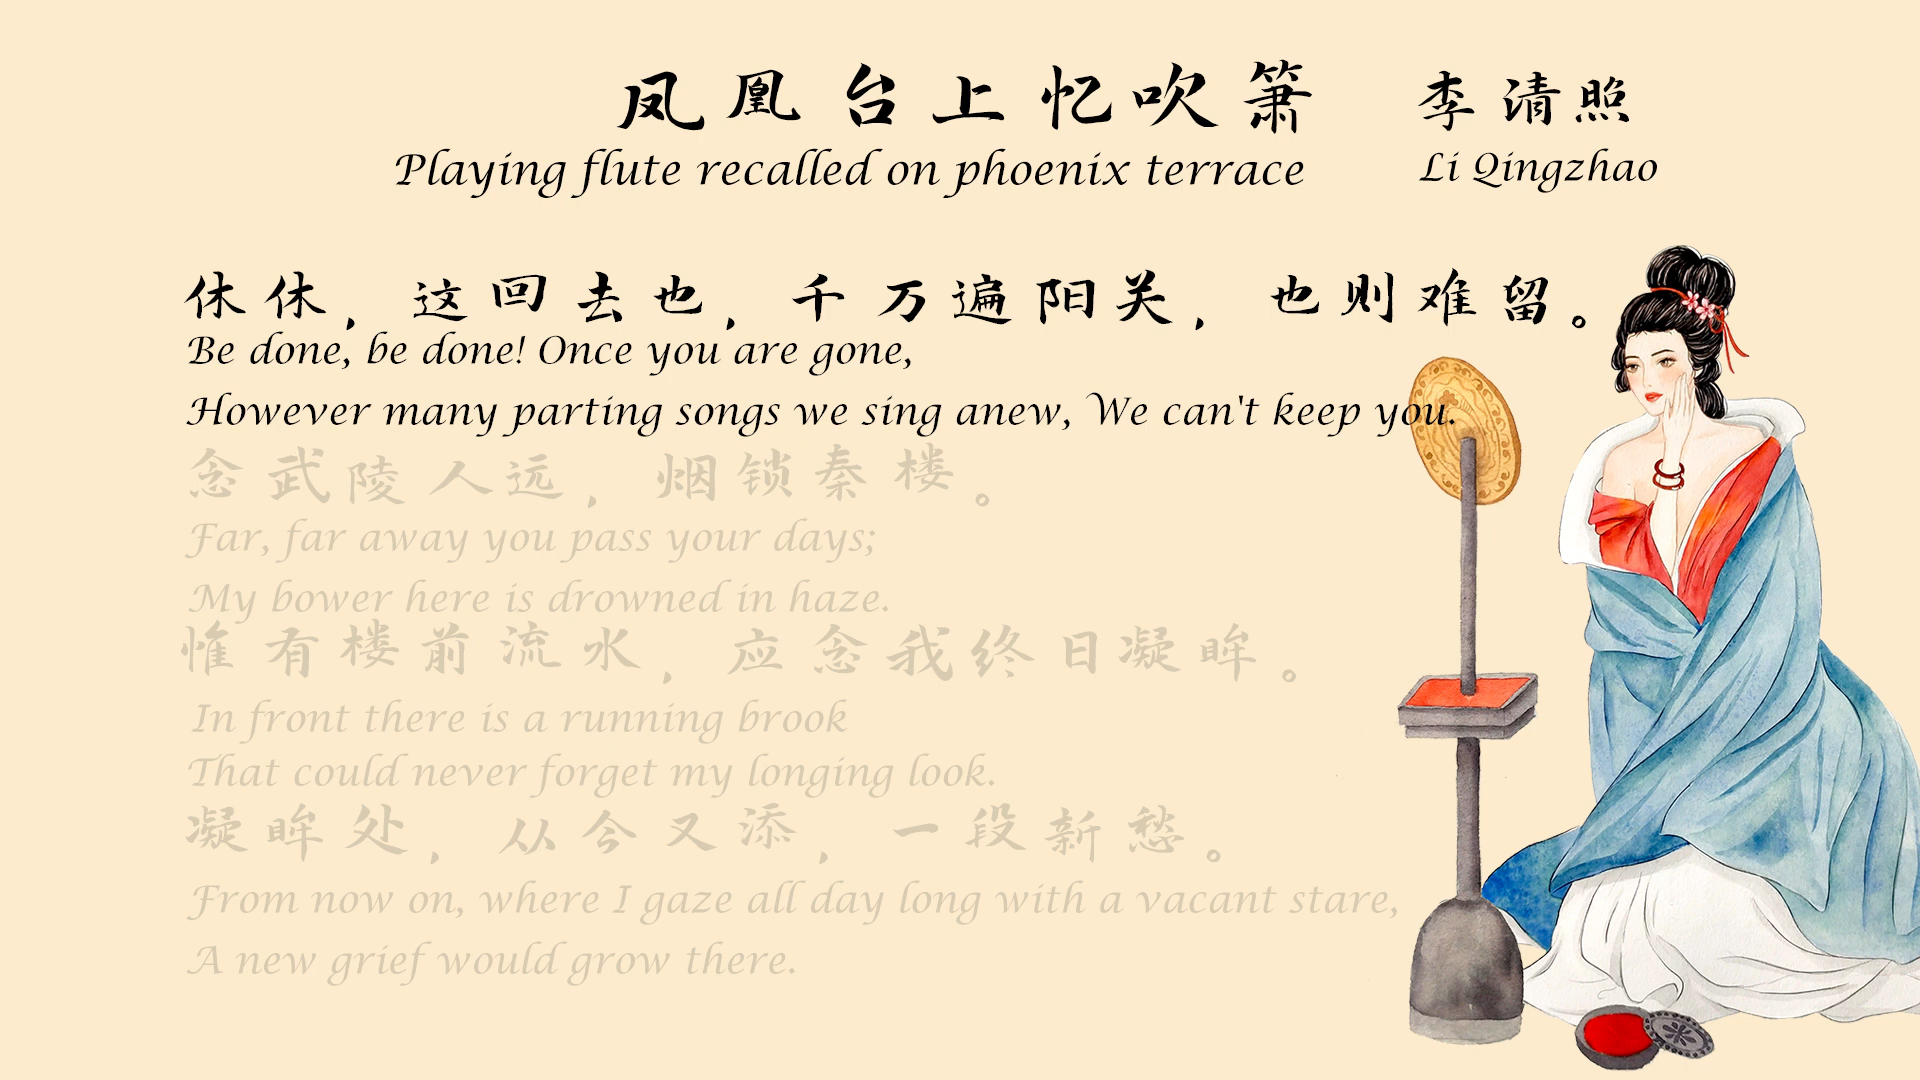 凤凰台上忆吹箫 李清照
Playing flute recalled on phoenix terrace Li Qingzhao
休休，这回去也，千万遍阳关，也则难留。
Be done, be done! Once you are gone,
However many parting songs we sing anew, We can't keep you.
念武陵人远，烟锁秦楼。
Far, far away you pass your days;
My bower here is drowned in haze.
惟有楼前流水，应念我终日凝眸。
In front there is a running brook
That could never forget my longing look.
凝眸处，从今又添，一段新愁。
From now on, where I gaze all day long with a vacant stare,
A new grief would grow there.